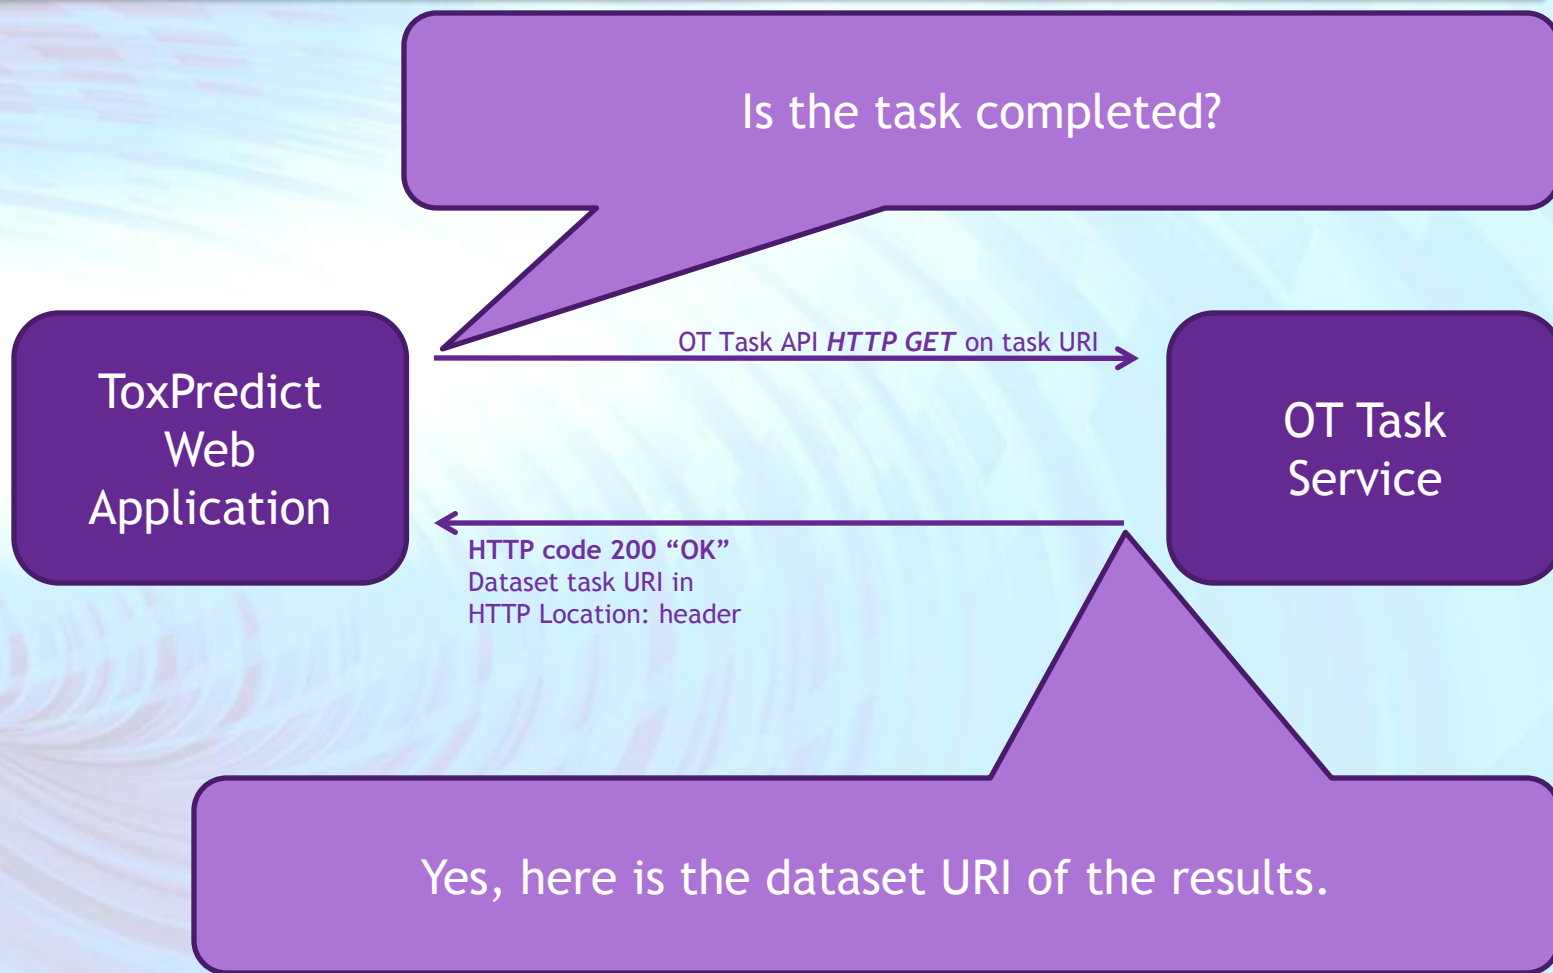 Is the task completed?
OT Task API HTTP GET on task URI
ToxPredict
Web
Application
OT Task
Service
HTTP code 200 “OK”
Dataset task URI in
HTTP Location: header
Yes, here is the dataset URI of the results.